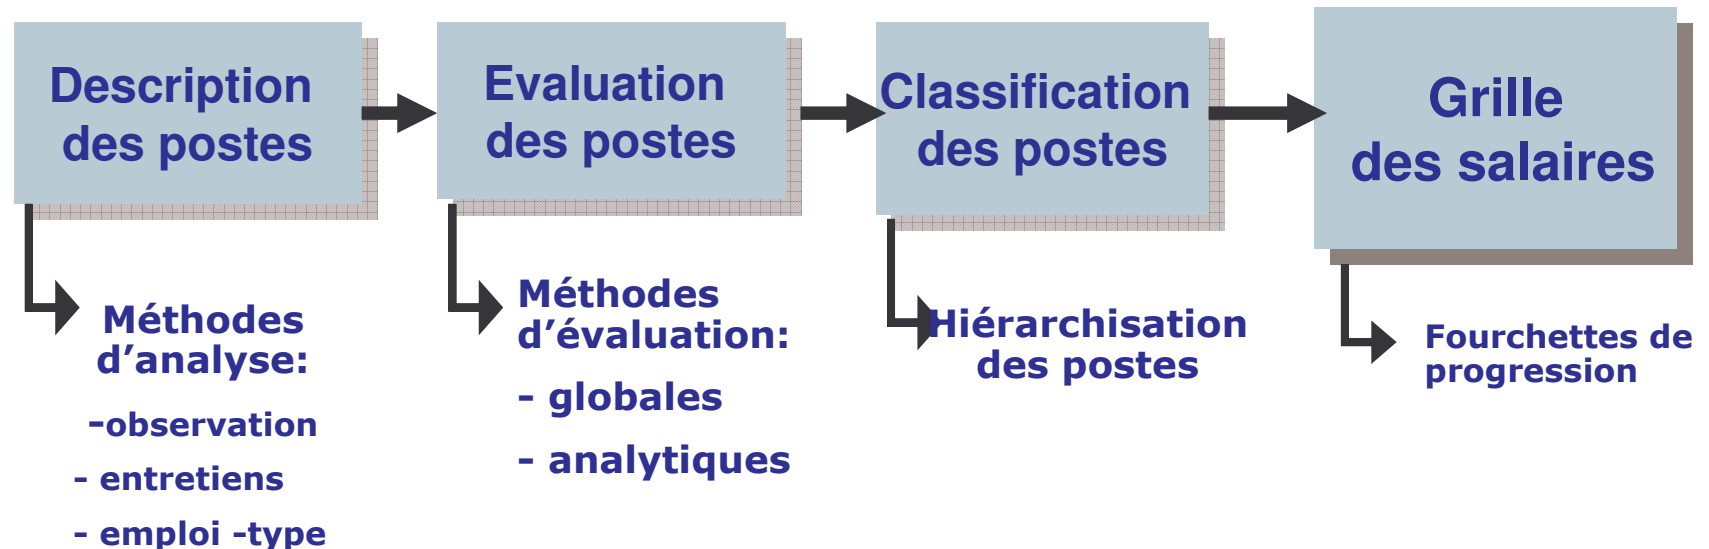 Description
des postes
Evaluation
des postes
Classification
des postes
Grille
des salaires
Méthodes
d’analyse:
-observation
- entretiens
- emploi -type
Méthodes
d’évaluation:
- globales
- analytiques
Hiérarchisation
des postes
Fourchettes de
progression